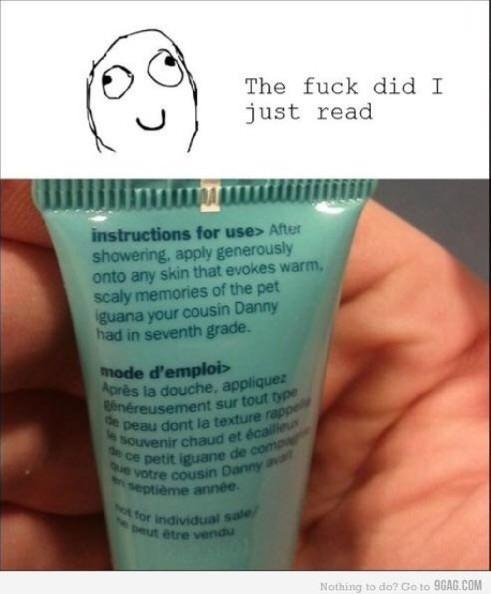 The fuck did I
just read
instructions for use> After
showering, apply generously
onto any skin that evokes warm,
scaly memories of the pet
iguana your cousin Danny
had in seventh grade.
mode d'emploi>
Après la douche, appliquez
généreusement sur tout type
de peau dont la texture rappelle
le souvenir chaud et écailleux
de ce petit iguane de compagnie
que votre cousin Danny avait
en septième année.
not for individual sale/
ne peut être vendu
Nothing to do? Go to 9GAG.COM